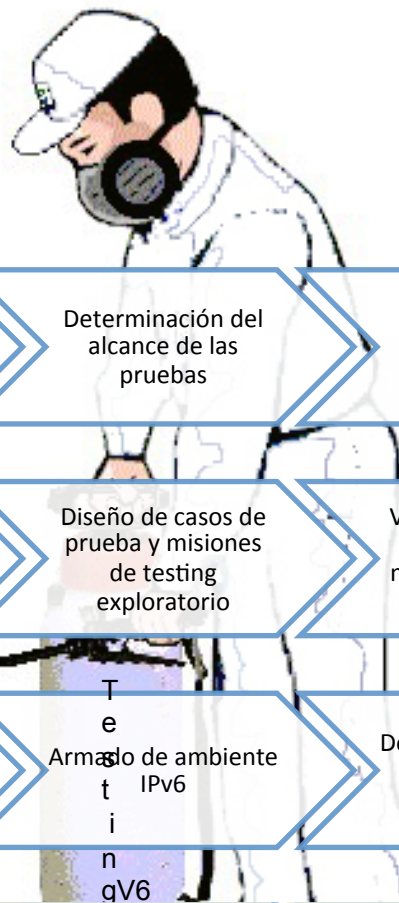 Determinación del
alcance de las
pruebas
Diseño de casos de
prueba y misiones
de testing
exploratorio
V
Armado de ambiente
IPv6
De
T
e
s
t
i
n
gV6